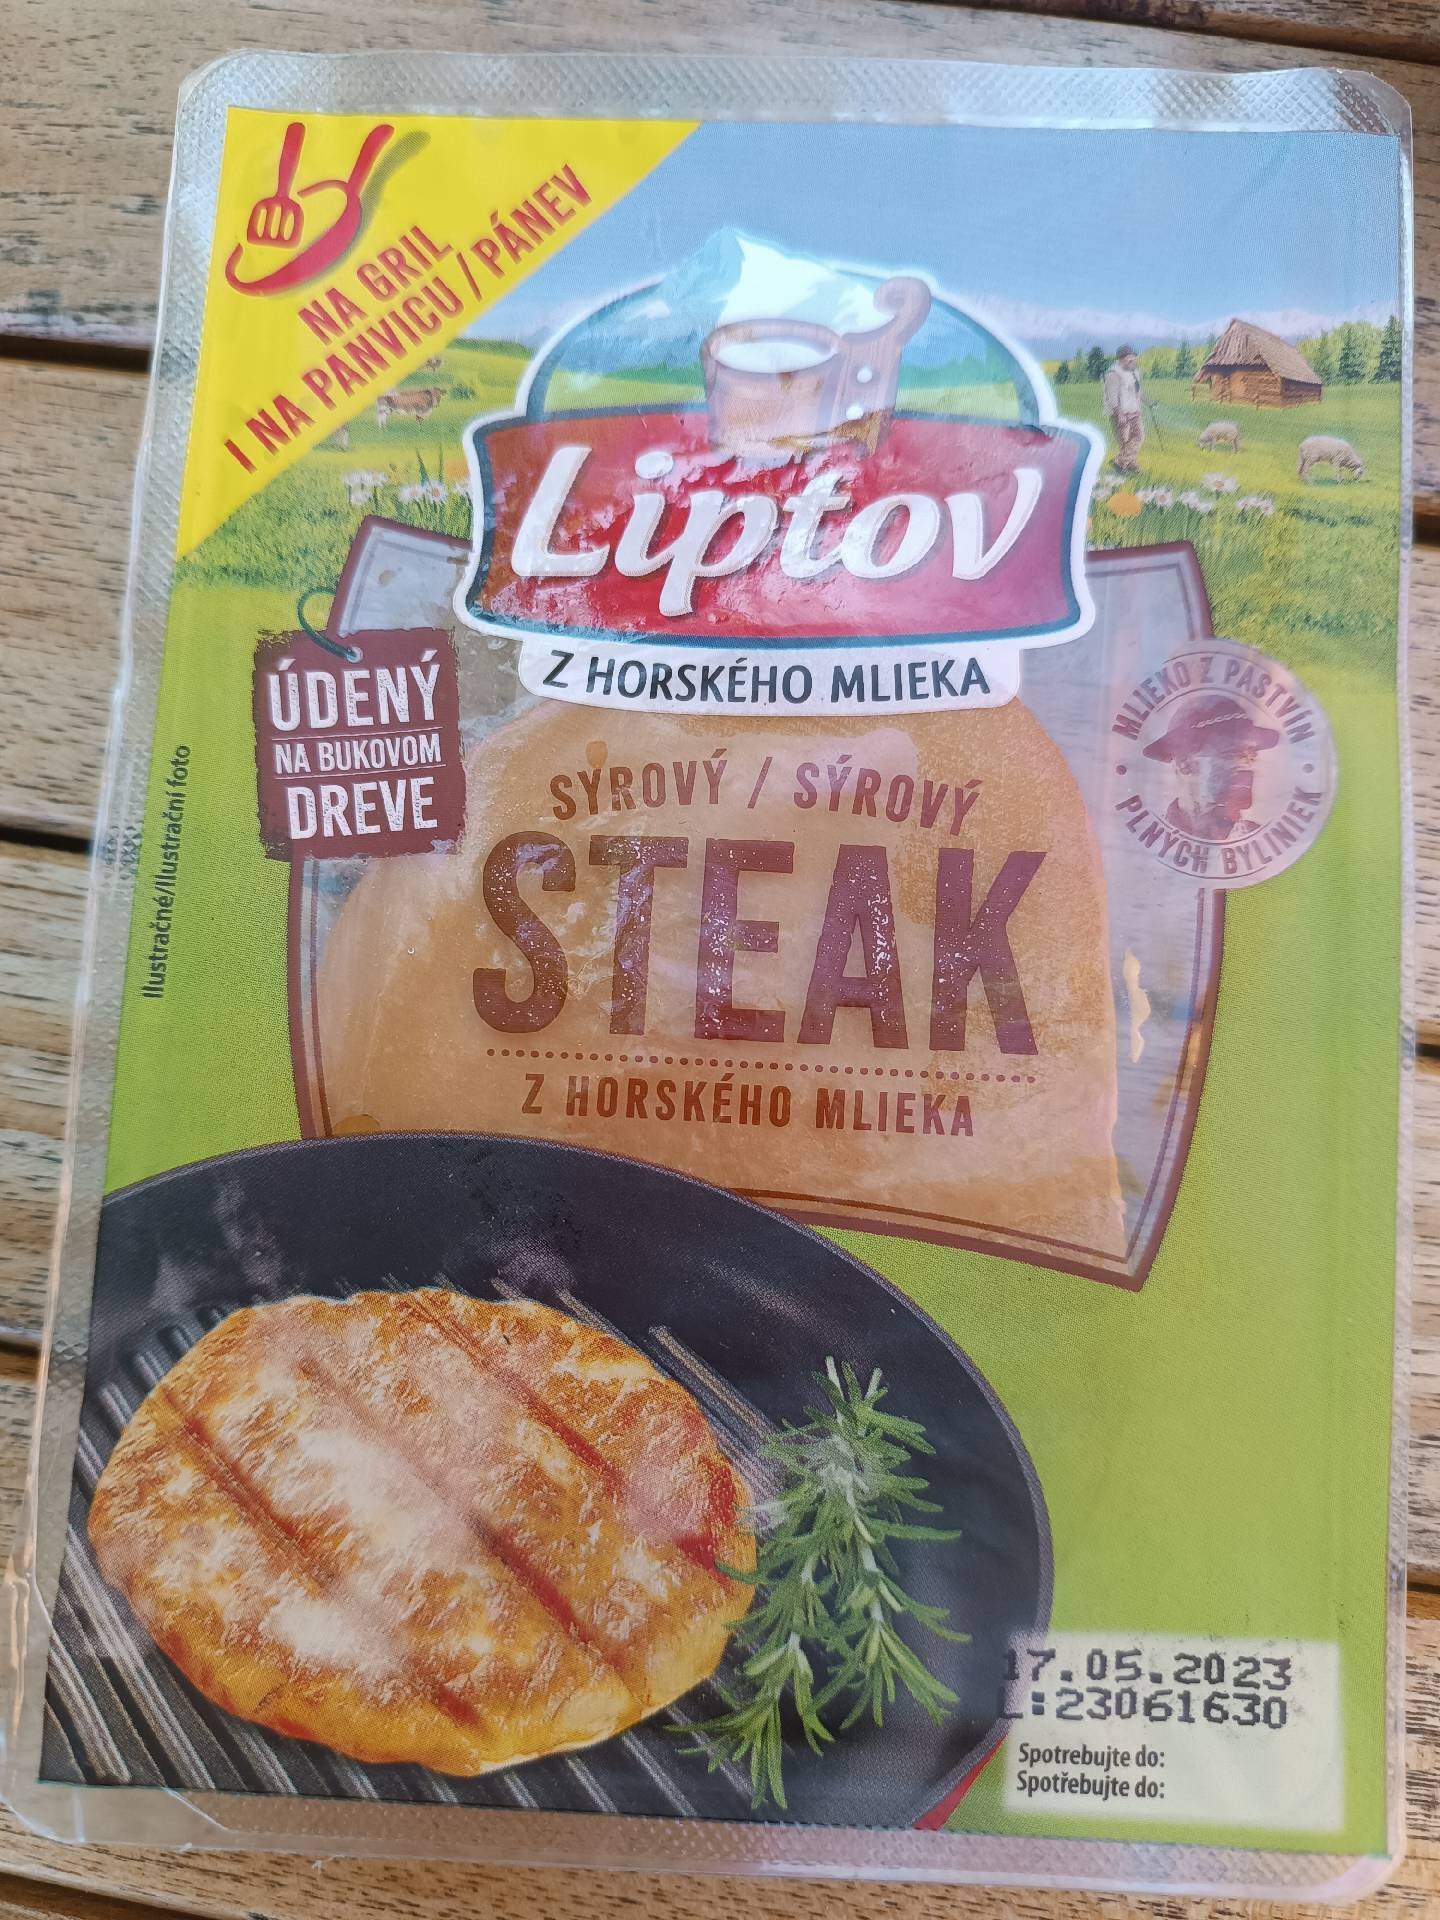 NA GRIL
I NA PANVICU / PÁNEV
Liptov
Z HORSKÉHO MLIEKA
ÚDENÝ
NA BUKOVOM
DREVE
MLIEKO Z PASTVÍN
• PLNÝCH BYLINIEK •
SYROVÝ / SÝROVÝ
STEAK
Z HORSKÉHO MLIEKA
Ilustračné/Ilustrační foto
17.05.2023
L:23061630
Spotrebujte do:
Spotřebujte do: